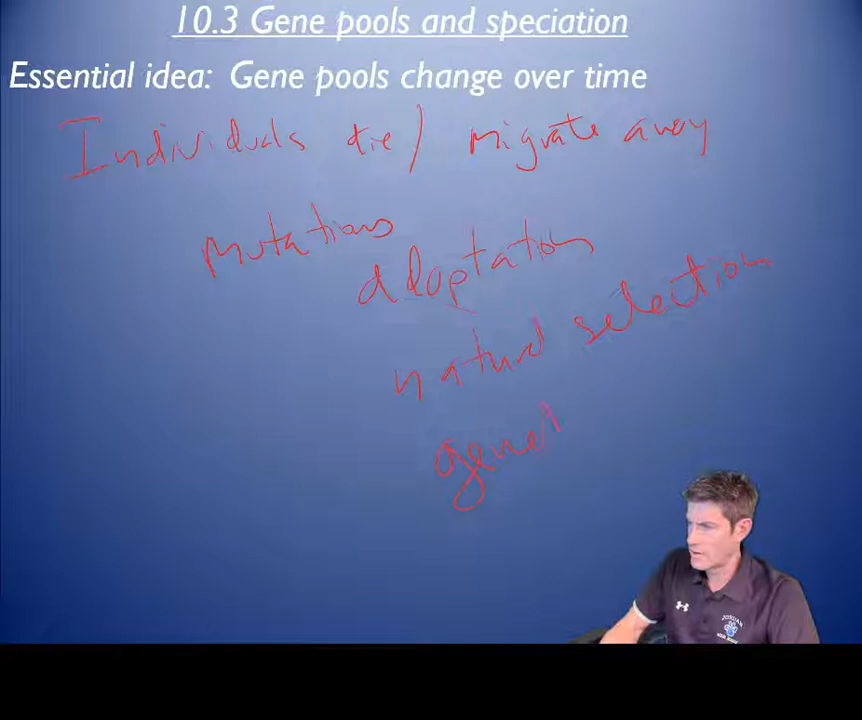 10.3 Gene pools and speciation
Essential idea: Gene pools change over time
Individuals die / migrate away
mutations
adaptation
natural selection
genet
JORDAN